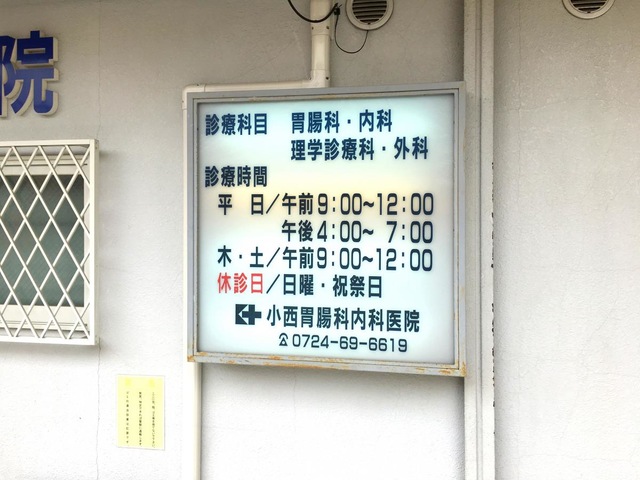 院
診療科目 胃腸科・内科
理学診療科・外科
診療時間
平日/午前9:00~12:00
午後4:00~7:00
木・土/午前9:00~12:00
休診日/日曜・祝祭日
小西胃腸科内科医院
☎0724-69-6619